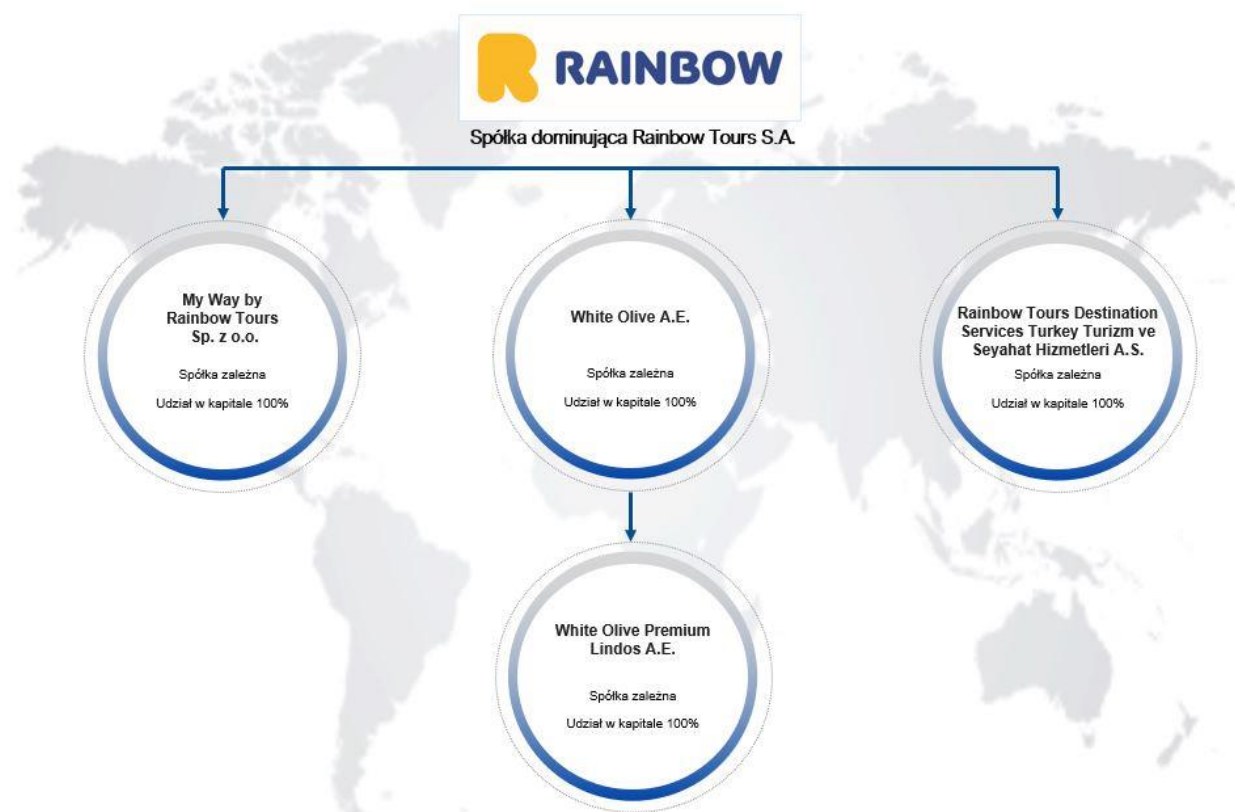 RAINBOW
Spółka dominująca Rainbow Tours S.A.
My Way by
Rainbow Tours
Sp. z o.o.
Spółka zależna
Udział w kapitale 100%
White Olive A.E.
Spółka zależna
Udział w kapitale 100%
Rainbow Tours Destination
Services Turkey Turizm ve
Seyahat Hizmetleri A.S.
Spółka zależna
Udział w kapitale 100%
White Olive Premium
Lindos A.E.
Spółka zależna
Udział w kapitale 100%